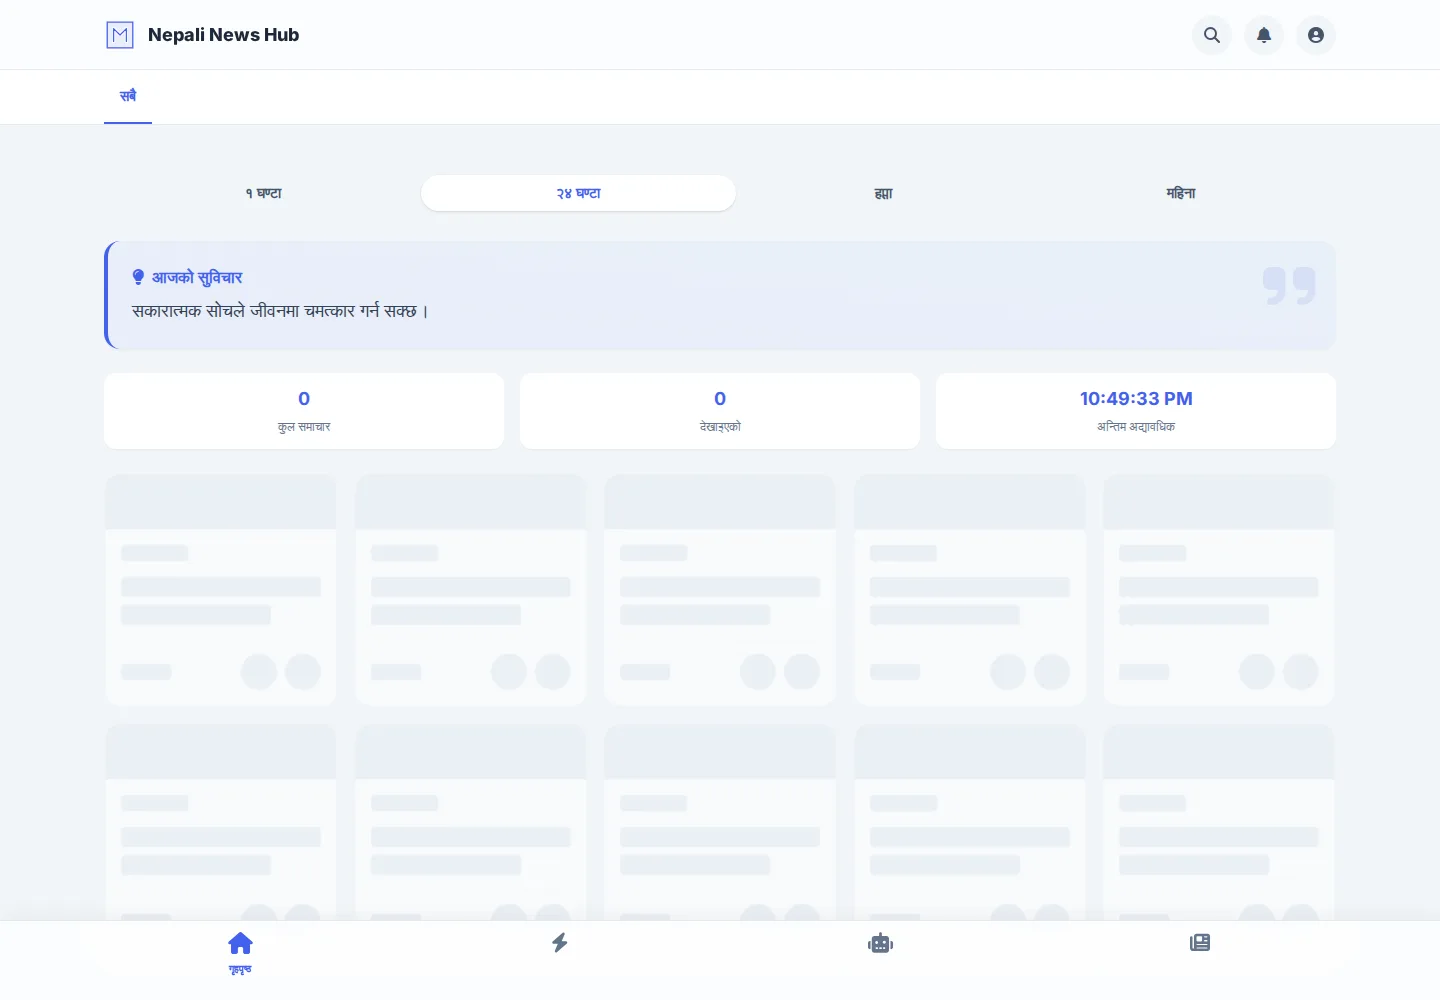 Nepali News Hub
सबै
१ घण्टा
२४ घण्टा
हप्ता
महिना
आजको सुविचार
सकारात्मक सोचले जीवनमा चमत्कार गर्न सक्छ।
0
कुल समाचार
0
देखाइएको
10:49:33 PM
अन्तिम अद्यावधिक
गृहपृष्ठ